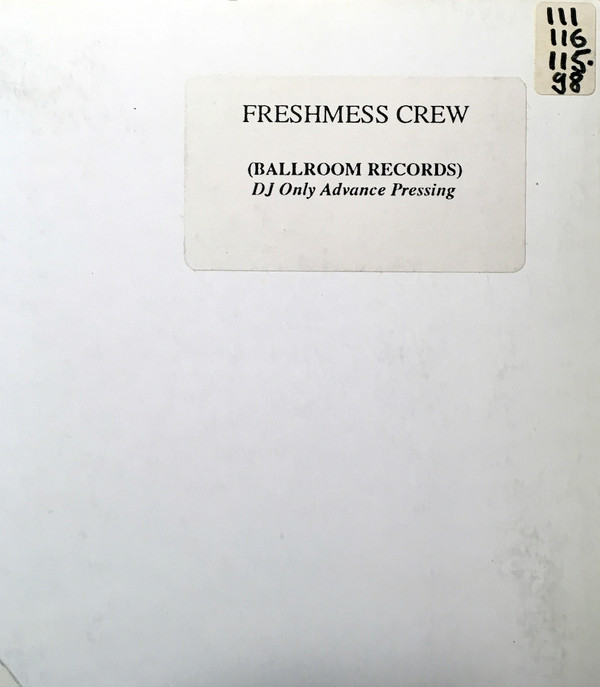 111
116
115
98
FRESHMESS CREW
(BALLROOM RECORDS)
DJ Only Advance Pressing